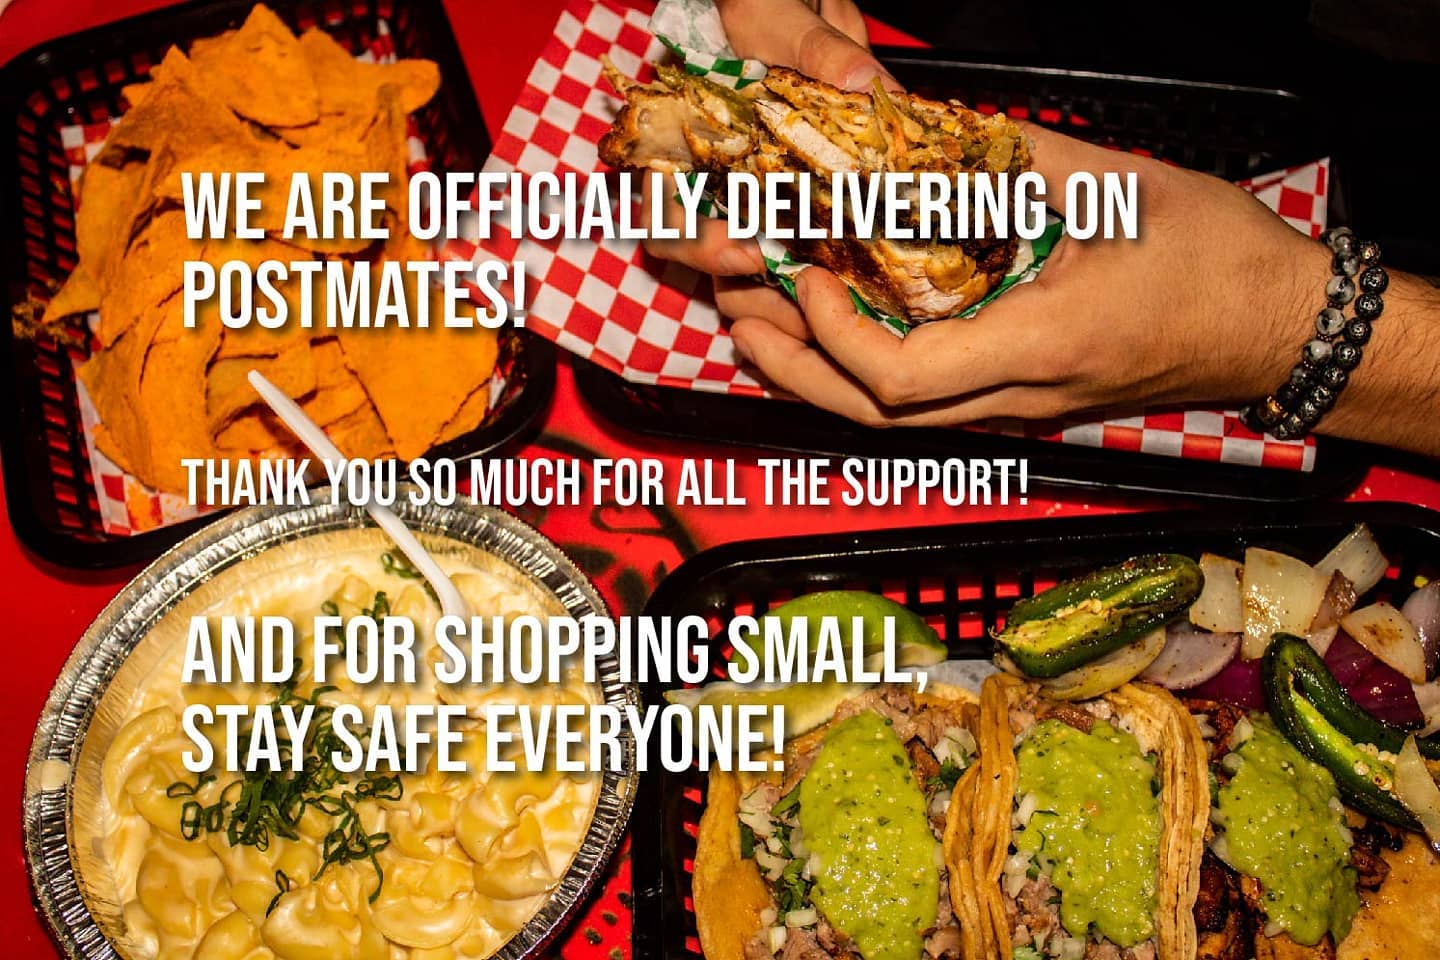 WE ARE OFFICIALLY DELIVERING ON
POSTMATES!
THANK YOU SO MUCH FOR ALL THE SUPPORT!
AND FOR SHOPPING SMALL,
STAY SAFE EVERYONE!